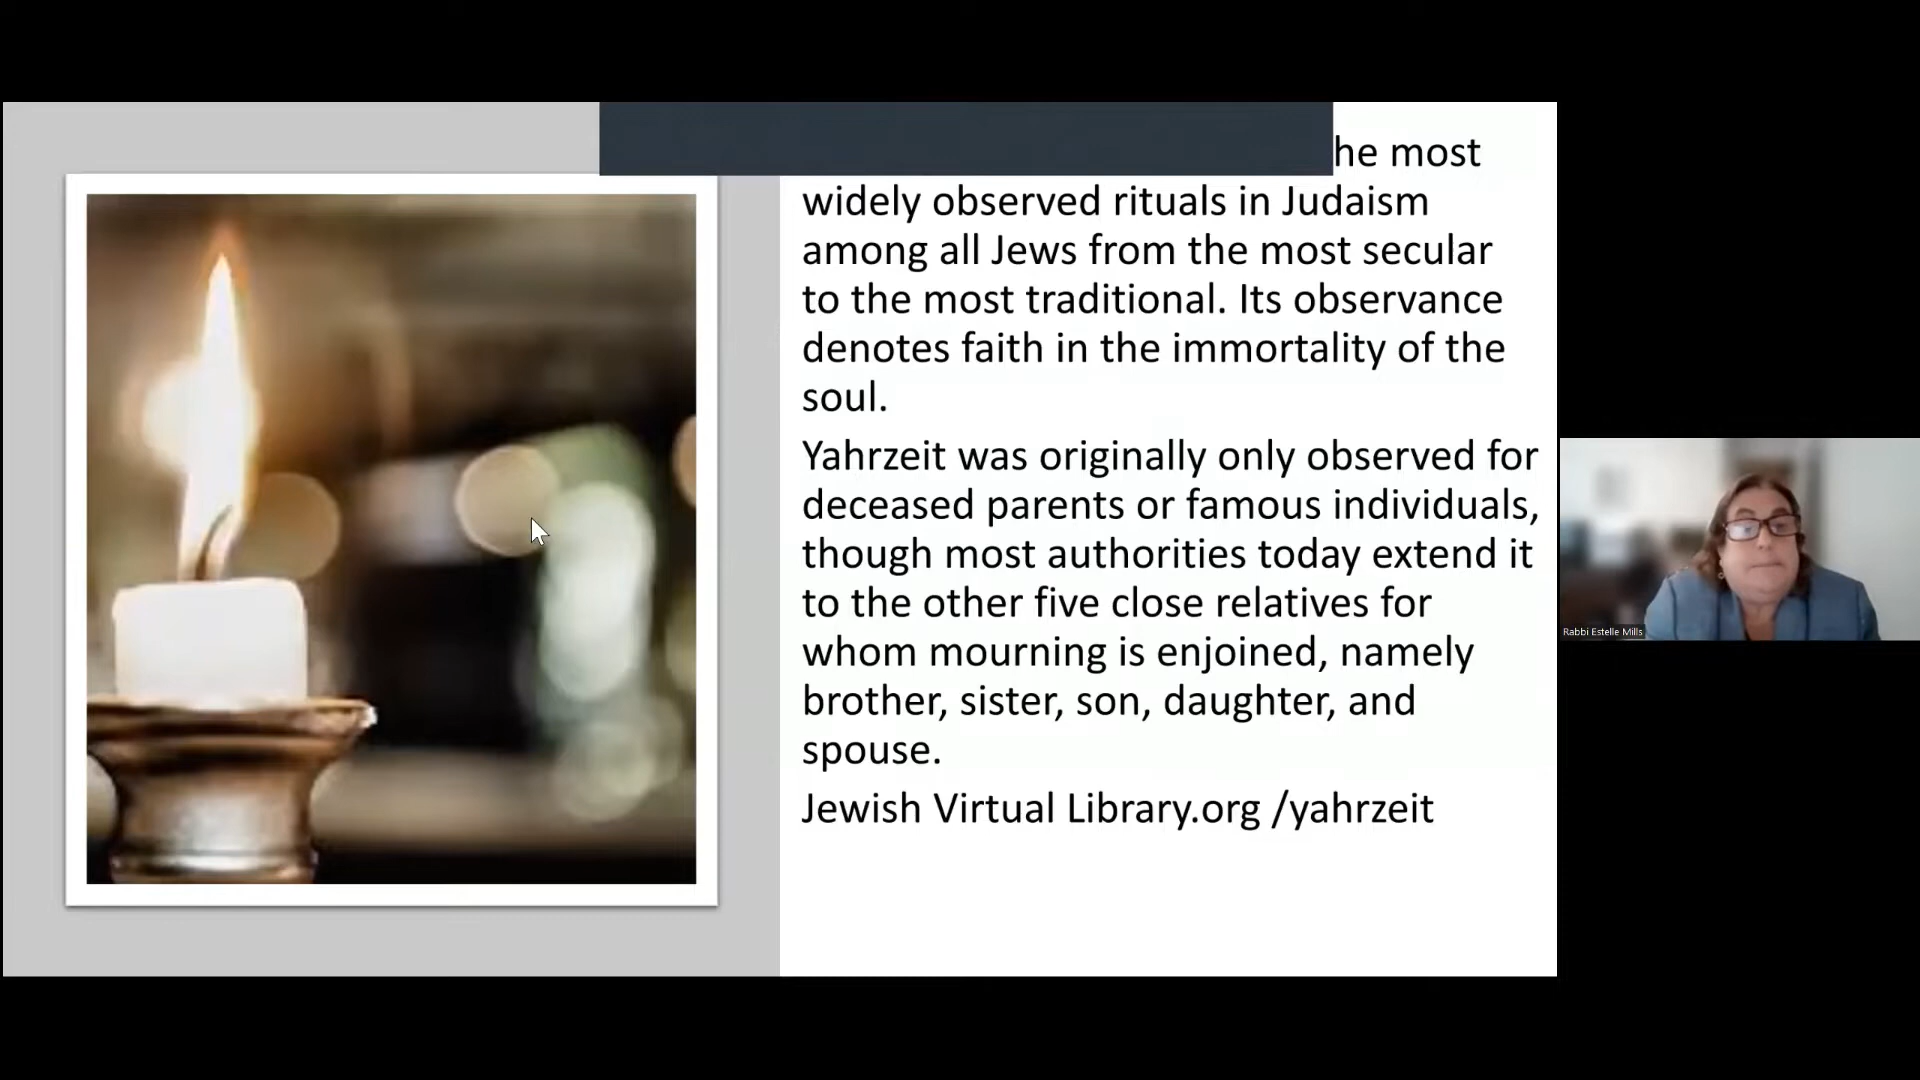 he most
widely observed rituals in Judaism
among all Jews from the most secular
to the most traditional. Its observance
denotes faith in the immortality of the
soul.
Yahrzeit was originally only observed for
deceased parents or famous individuals,
though most authorities today extend it
to the other five close relatives for
whom mourning is enjoined, namely
brother, sister, son, daughter, and
spouse.
Jewish Virtual Library.org /yahrzeit
Rabbi Estelle Mills